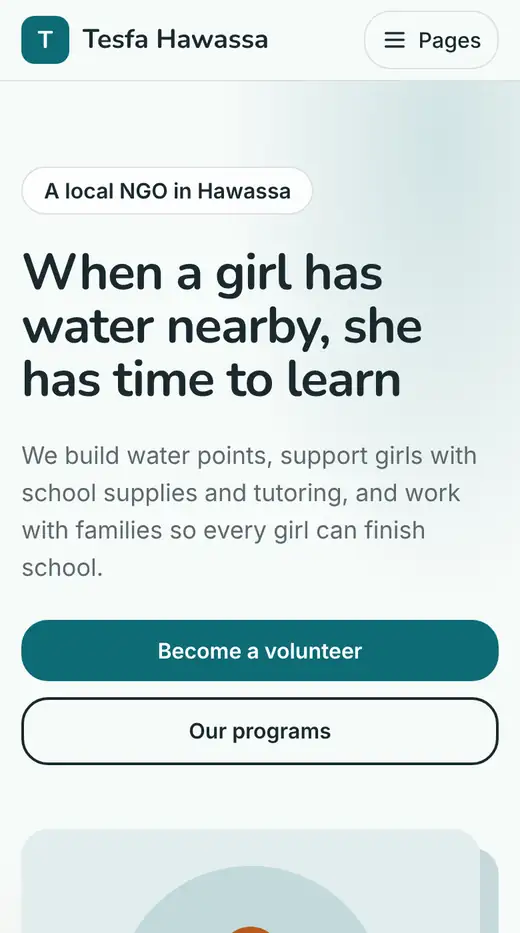 T
Tesfa Hawassa
Pages
A local NGO in Hawassa
When a girl has
water nearby, she
has time to learn
We build water points, support girls with
school supplies and tutoring, and work
with families so every girl can finish
school.
Become a volunteer
Our programs